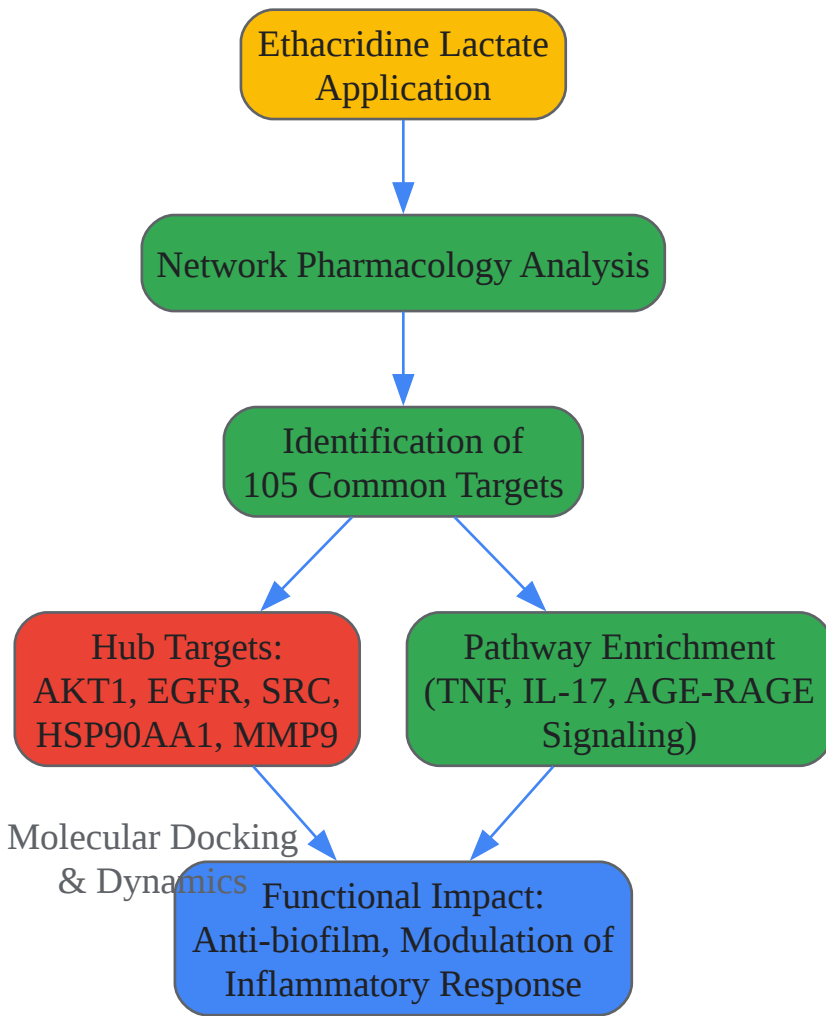 Ethacridine Lactate
Application
Network Pharmacology Analysis
Identification of
105 Common Targets
Hub Targets:
AKT1, EGFR, SRC,
HSP90AA1, MMP9
Pathway Enrichment
(TNF, IL-17, AGE-RAGE
Signaling)
Molecular Docking
& Dynamics
Functional Impact:
Anti-biofilm, Modulation of
Inflammatory Response